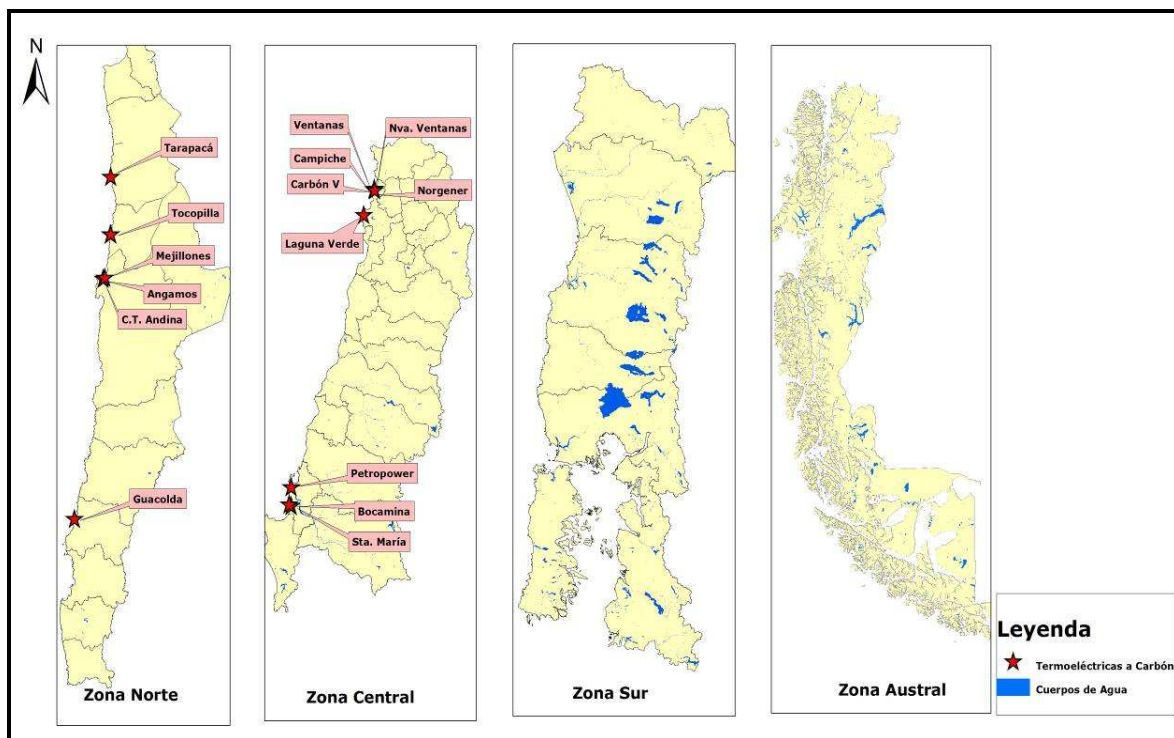 N
Tarapacá
Tocopilla
Mejillones
Angamos
C.T. Andina
Guacolda
Zona Norte
Ventanas
Nva. Ventanas
Campiche
Carbón V
Norgener
Laguna Verde
Petropower
Bocamina
Sta. María
Zona Central
Zona Sur
Zona Austral
Leyenda
Termoeléctricas a Carbón
Cuerpos de Agua